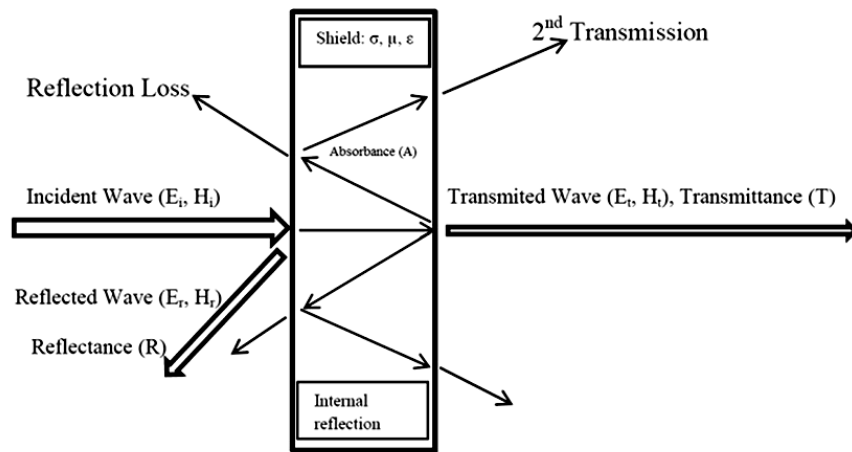 Shield: σ, μ, ε
2nd Transmission
Reflection Loss
Absorbance (A)
Incident Wave (Ei, Hi)
Transmited Wave (Et, Ht), Transmittance (T)
Reflected Wave (Er, Hr)
Reflectance (R)
Internal
reflection